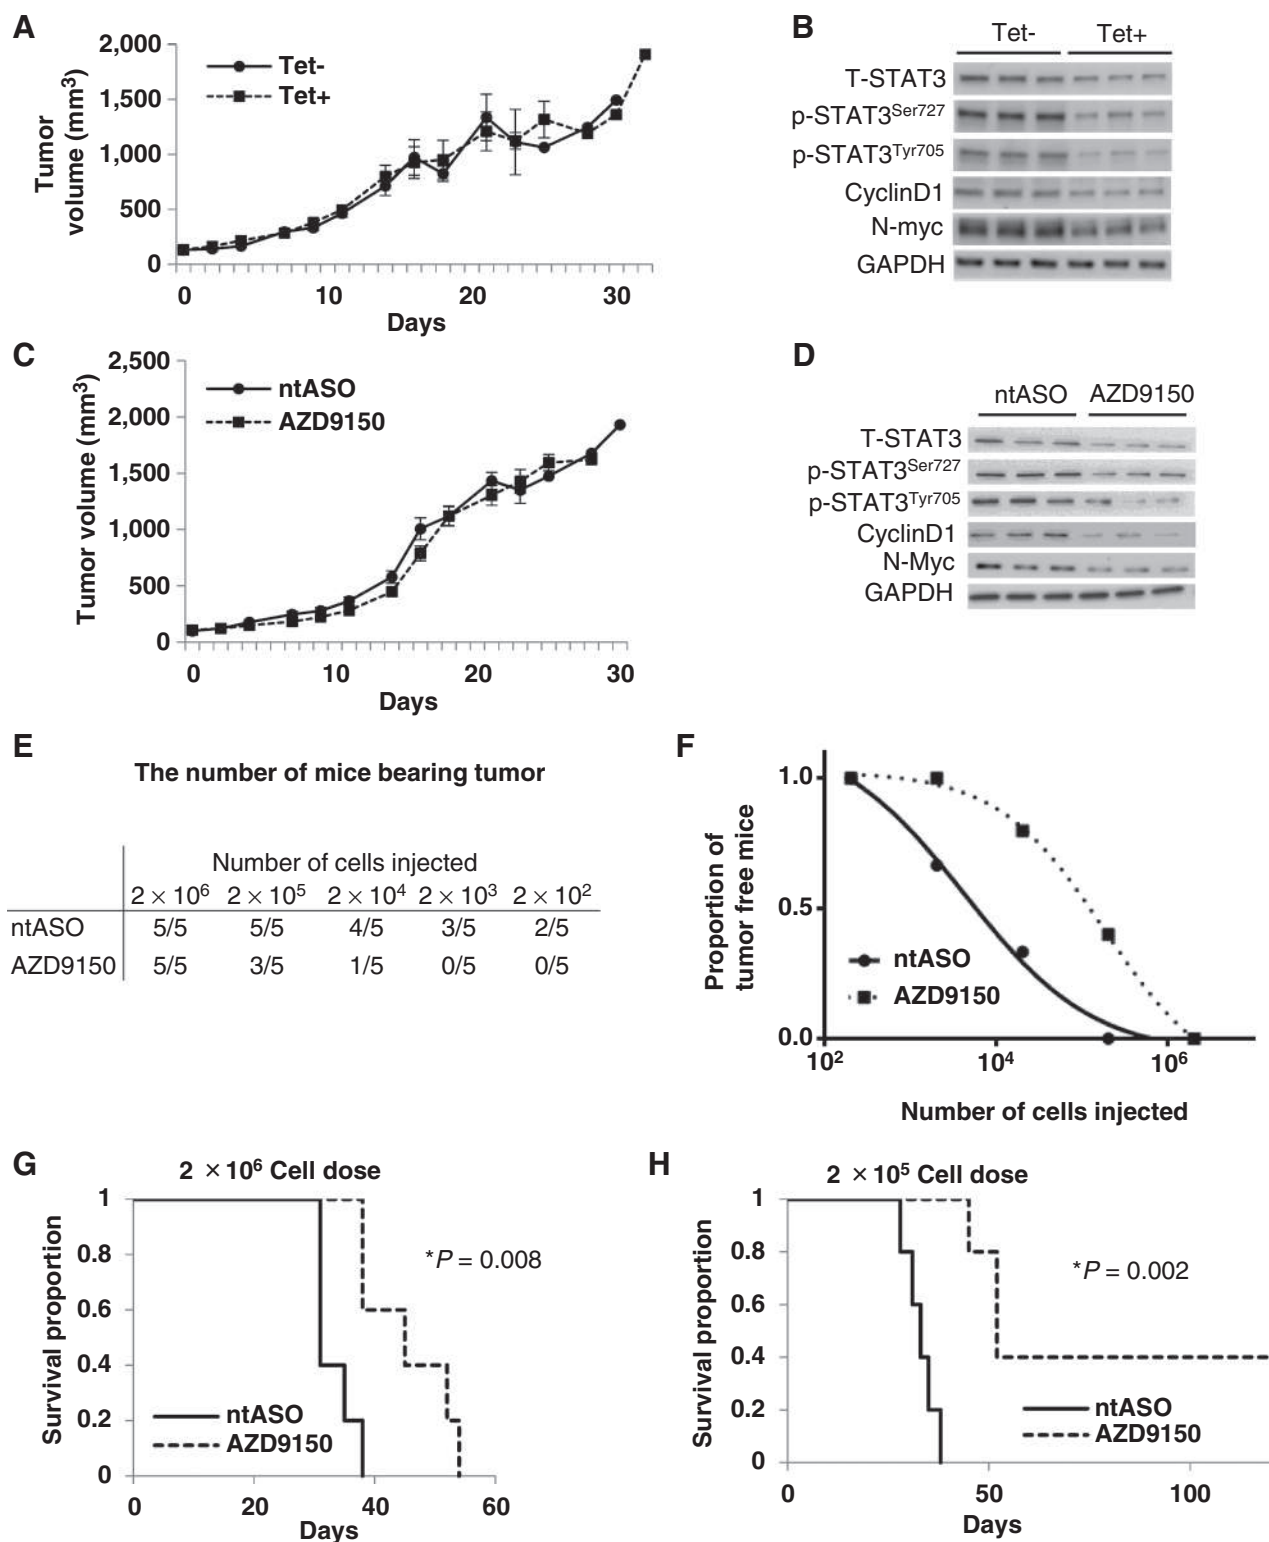 A
Tumor
volume (mm³)
2,000
1,500
1,000
500
0
Tet-
Tet+
0 10 20 30
Days
B
Tet- Tet+
T-STAT3
p-STAT3Ser727
p-STAT3Tyr705
CyclinD1
N-myc
GAPDH
C
Tumor volume (mm³)
2,500
2,000
1,500
1,000
500
0
ntASO
AZD9150
0 10 20 30
Days
D
ntASO AZD9150
T-STAT3
p-STAT3Ser727
p-STAT3Tyr705
CyclinD1
N-Myc
GAPDH
E
The number of mice bearing tumor
Number of cells injected
2 × 10⁶ 2 × 10⁵ 2 × 10⁴ 2 × 10³ 2 × 10²
ntASO 5/5 5/5 4/5 3/5 2/5
AZD9150 5/5 3/5 1/5 0/5 0/5
F
Proportion of
tumor free mice
1.0
0.5
0.0
ntASO
AZD9150
10² 10⁴ 10⁶
Number of cells injected
G
2 × 10⁶ Cell dose
Survival proportion
1
0.8
0.6
0.4
0.2
0
*P = 0.008
ntASO
AZD9150
0 20 40 60
Days
H
2 × 10⁵ Cell dose
Survival proportion
1
0.8
0.6
0.4
0.2
0
*P = 0.002
ntASO
AZD9150
0 50 100
Days